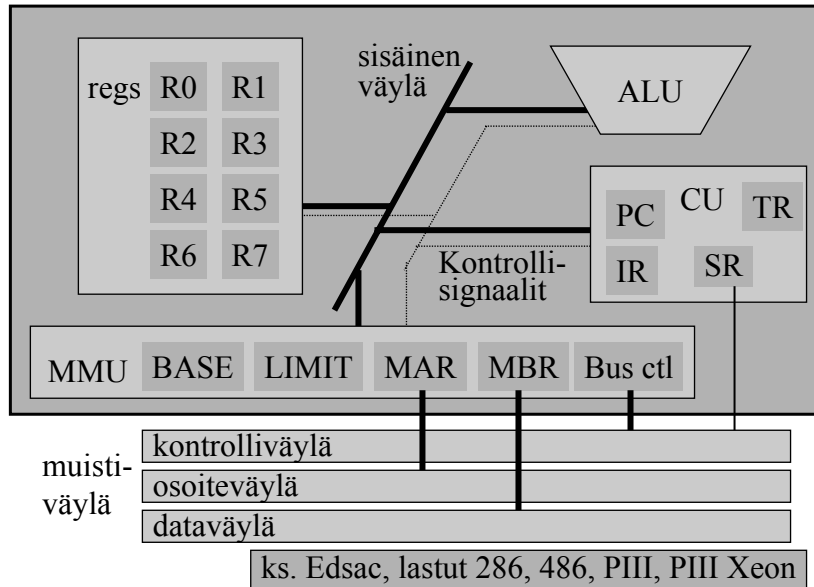 sisäinen
väylä
ALU
regs R0 R1
R2 R3
R4 R5
R6 R7
PC CU TR
IR SR
Kontrolli-
signaalit
MMU BASE LIMIT MAR MBR Bus ctl
muisti-
väylä
kontrolliväylä
osoiteväylä
dataväylä
ks. Edsac, lastut 286, 486, PIII, PIII Xeon